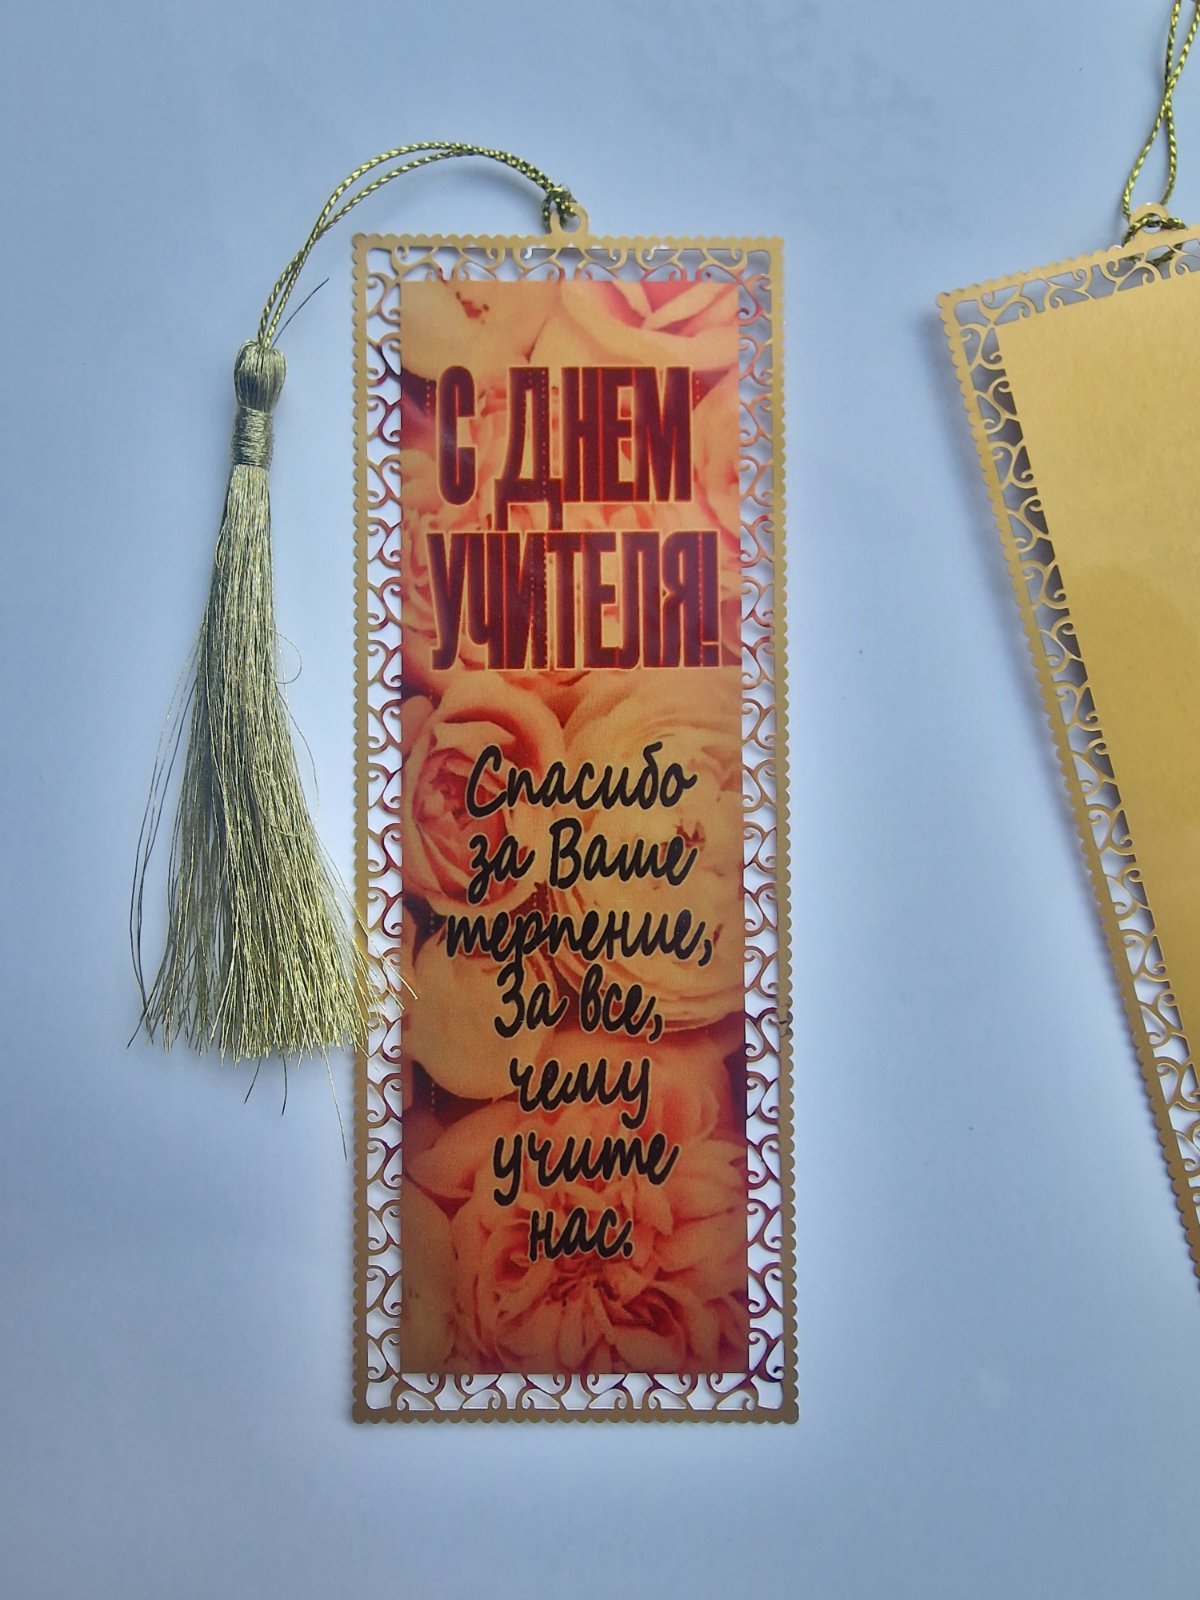 С ДНЕМ
УЧИТЕЛЯ!
Спасибо
за Ваше
терпение,
За все,
чему
учите
нас.